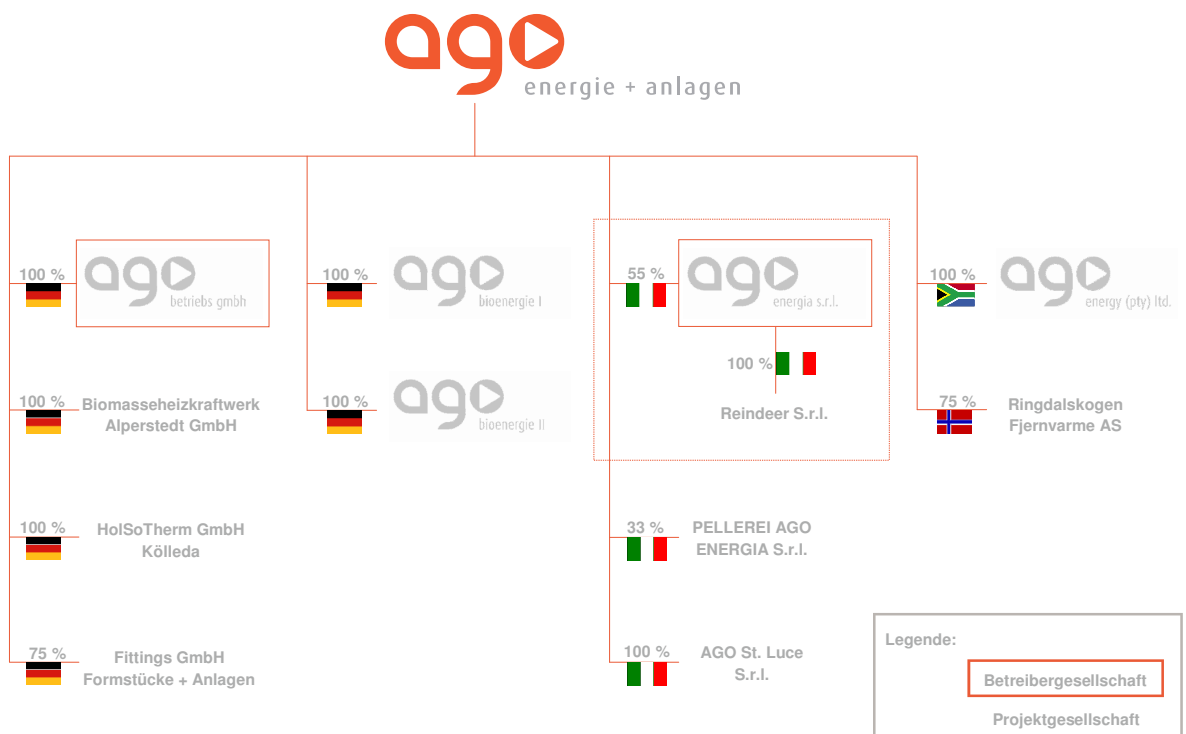 ago
energie + anlagen
100 %
ago
betriebs gmbh
100 %
ago
bioenergie I
55 %
ago
energia s.r.l.
100 %
ago
energy (pty) ltd.
100 %
Reindeer S.r.l.
100 %
Biomasseheizkraftwerk
Alperstedt GmbH
100 %
ago
bioenergie II
75 %
Ringdalskogen
Fjernvarme AS
100 %
HolSoTherm GmbH
Kölleda
33 %
PELLEREI AGO
ENERGIA S.r.l.
75 %
Fittings GmbH
Formstücke + Anlagen
100 %
AGO St. Luce
S.r.l.
Legende:
Betreibergesellschaft
Projektgesellschaft